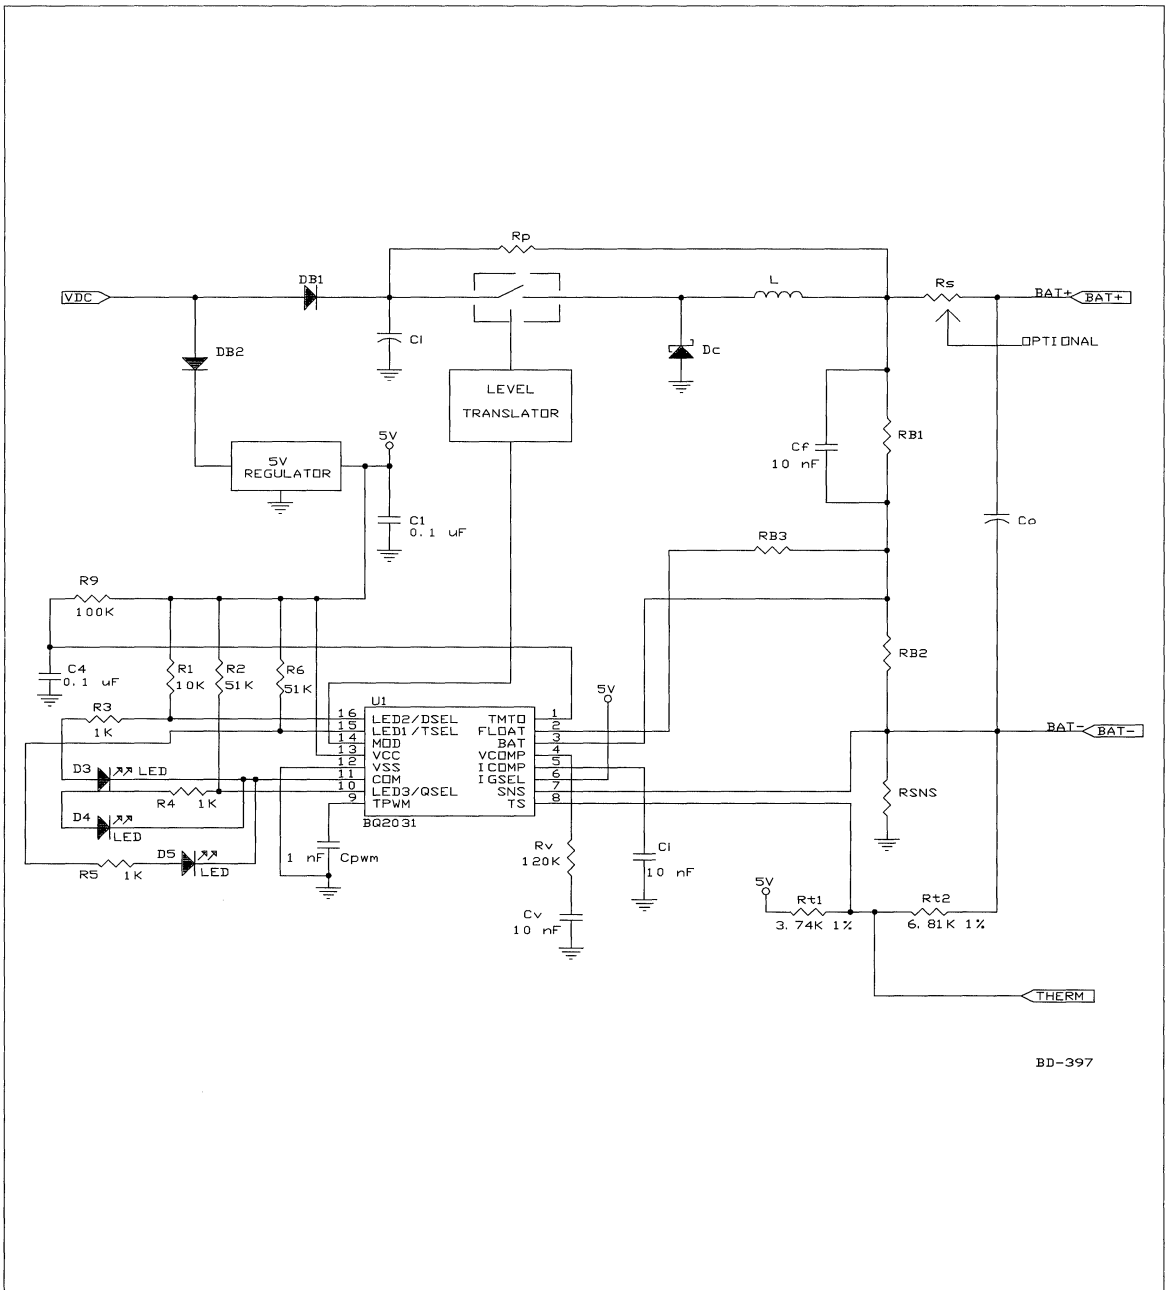 Rp
VDC
DB1
L
Rs
BAT+
BAT+
OPTIONAL
CI
DB2
Dc
LEVEL
TRANSLATOR
5V
5V
REGULATOR
Cf
10 nF
RB1
C1
0.1 uF
Co
RB3
R9
100K
C4
0.1 uF
R1
10K
R2
51K
R6
51K
RB2
5V
R3
1K
U1
16 LED2/DSEL TMTO 1
15 LED1/TSEL FLOAT 2
14 MOD BAT 3
13 VCC VCOMP 4
12 VSS ICOMP 5
11 COM IGSEL 6
10 LED3/QSEL SNS 7
9 TPWM TS 8
BQ2031
BAT-
BAT-
D3
LED
R4
1K
D4
LED
R5
1K
D5
LED
1 nF
Cpwm
RSNS
Rv
120K
CI
10 nF
Cv
10 nF
5V
Rt1
3.74K 1%
Rt2
6.81K 1%
THERM
BD-397